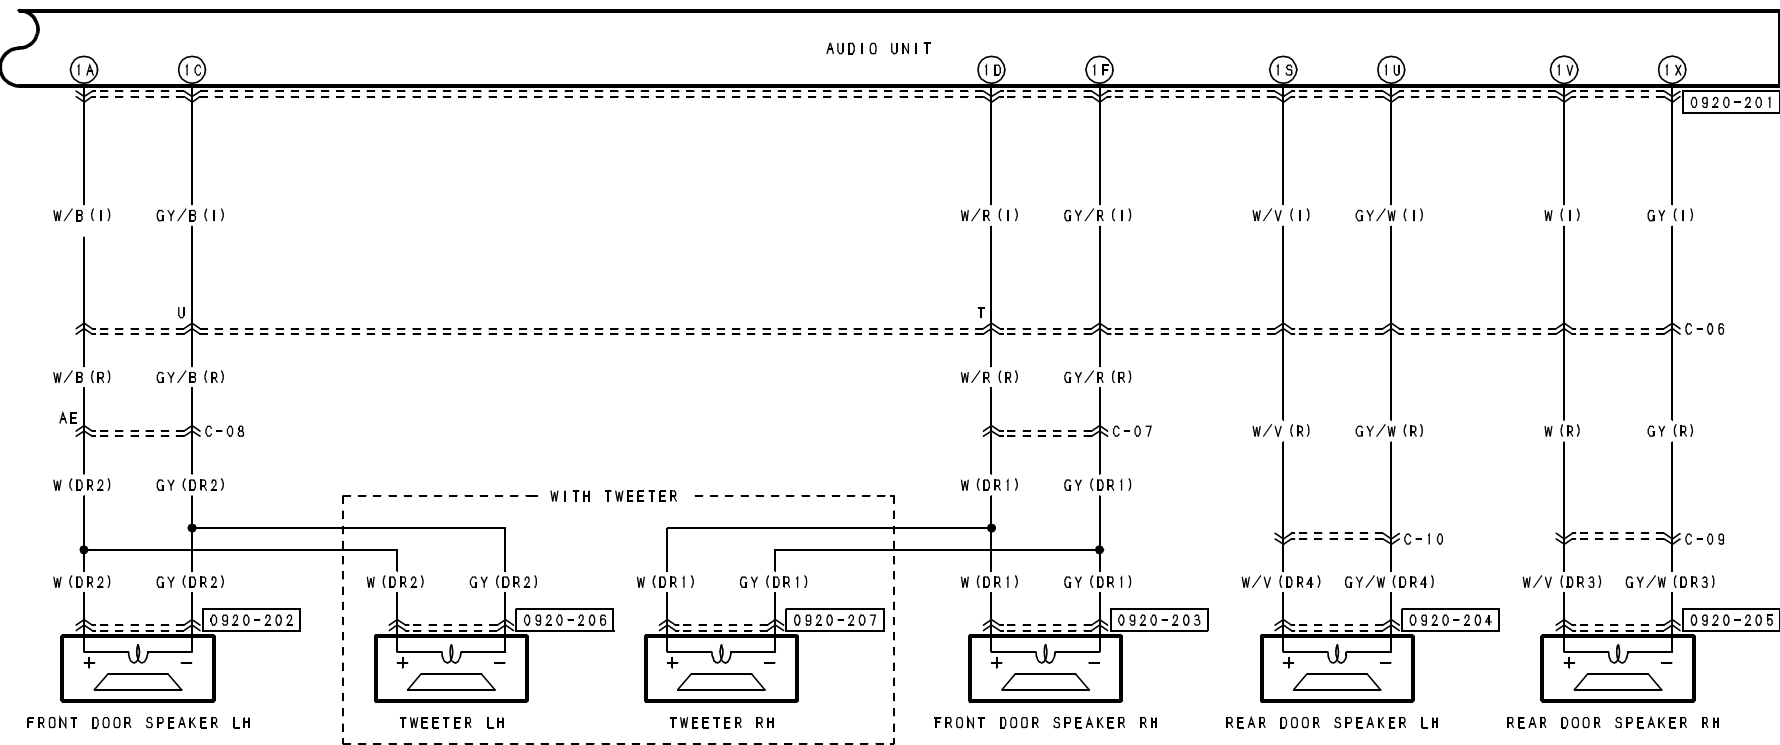 AUDIO UNIT
1A 1C 1D 1F 1S 1U 1V 1X
0920-201
W/B(I) GY/B(I) W/R(I) GY/R(I) W/V(I) GY/W(I) W(I) GY(I)
U T
C-06
W/B(R) GY/B(R) W/R(R) GY/R(R)
AE
C-08 C-07 W/V(R) GY/W(R) W(R) GY(R)
W(DR2) GY(DR2) W(DR1) GY(DR1)
WITH TWEETER
C-10 C-09
W(DR2) GY(DR2) W(DR2) GY(DR2) W(DR1) GY(DR1) W(DR1) GY(DR1) W/V(DR4) GY/W(DR4) W/V(DR3) GY/W(DR3)
0920-202 0920-206 0920-207 0920-203 0920-204 0920-205
+ − + − + − + − + − + −
FRONT DOOR SPEAKER LH TWEETER LH TWEETER RH FRONT DOOR SPEAKER RH REAR DOOR SPEAKER LH REAR DOOR SPEAKER RH